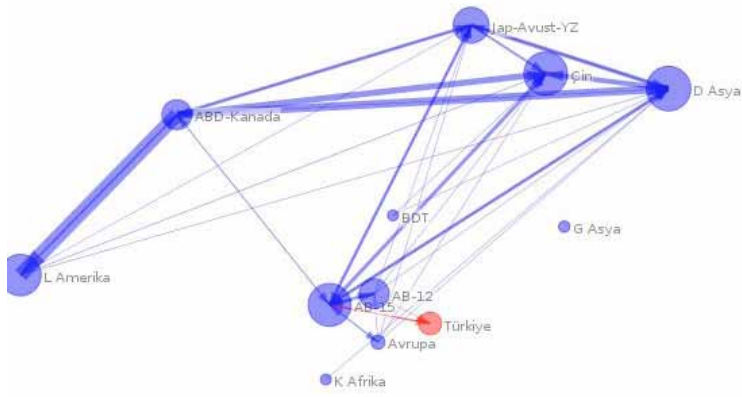 Jap-Avust-YZ
Çin
D Asya
ABD-Kanada
BDT
G Asya
L Amerika
AB-12
AB-15
Türkiye
Avrupa
K Afrika